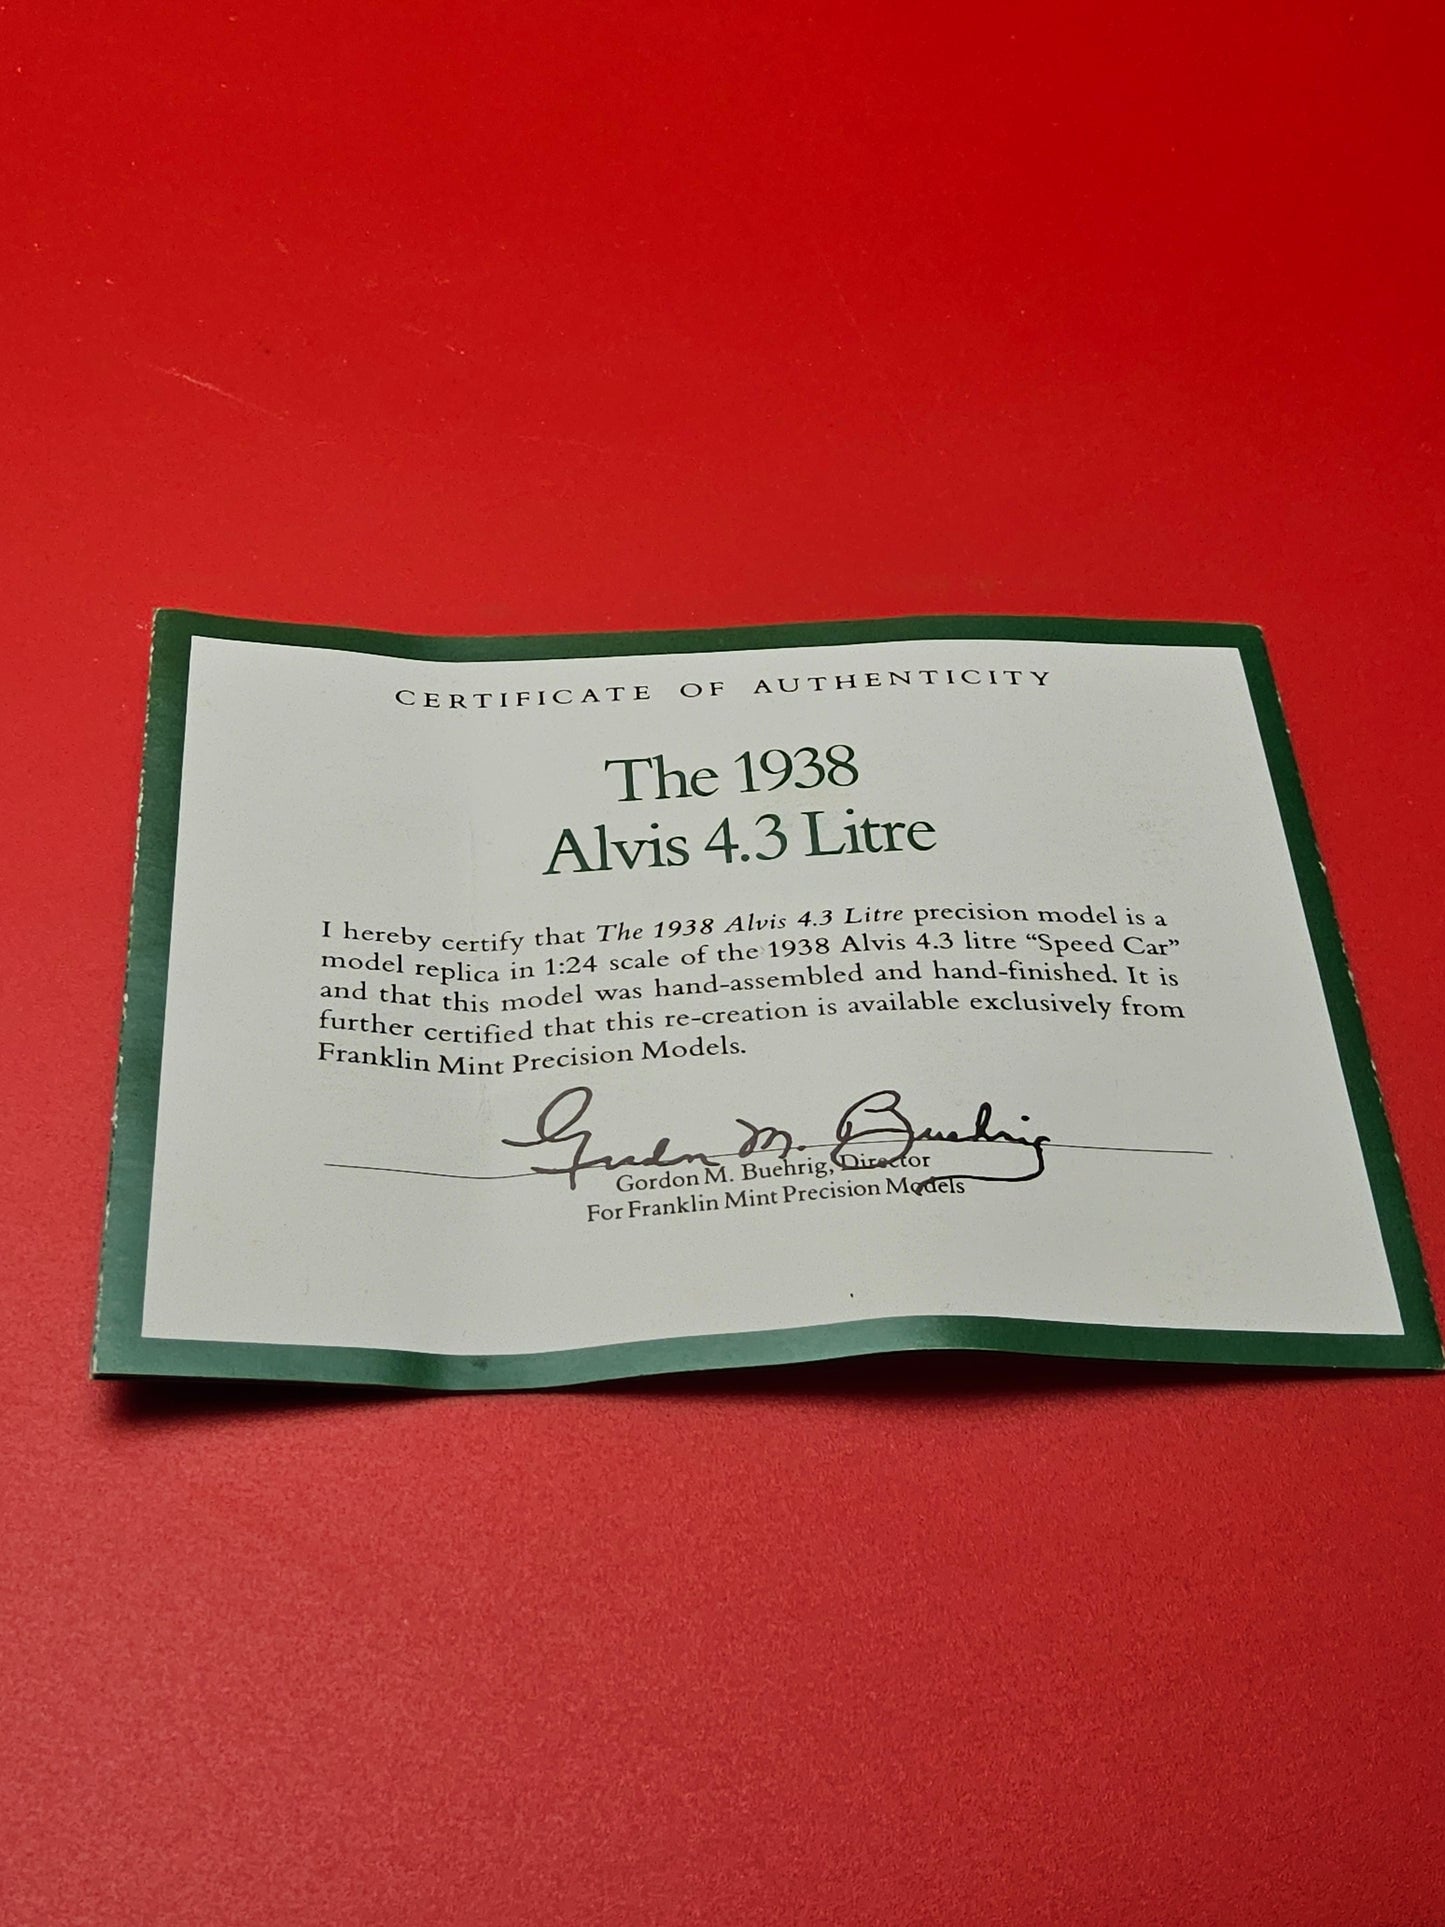 CERTIFICATE OF AUTHENTICITY
The 1938
Alvis 4.3 Litre
I hereby certify that The 1938 Alvis 4.3 Litre precision model is a
model replica in 1:24 scale of the 1938 Alvis 4.3 litre “Speed Car”
and that this model was hand-assembled and hand-finished. It is
further certified that this re-creation is available exclusively from
Franklin Mint Precision Models.
Gordon M. Buehrig
Gordon M. Buehrig, Director
For Franklin Mint Precision Models